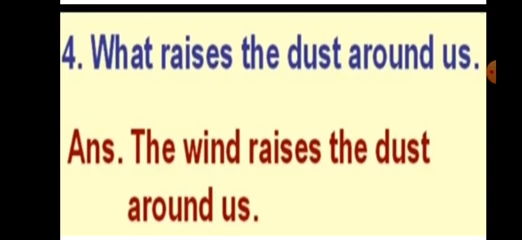 4. What raises the dust around us.
Ans. The wind raises the dust
around us.